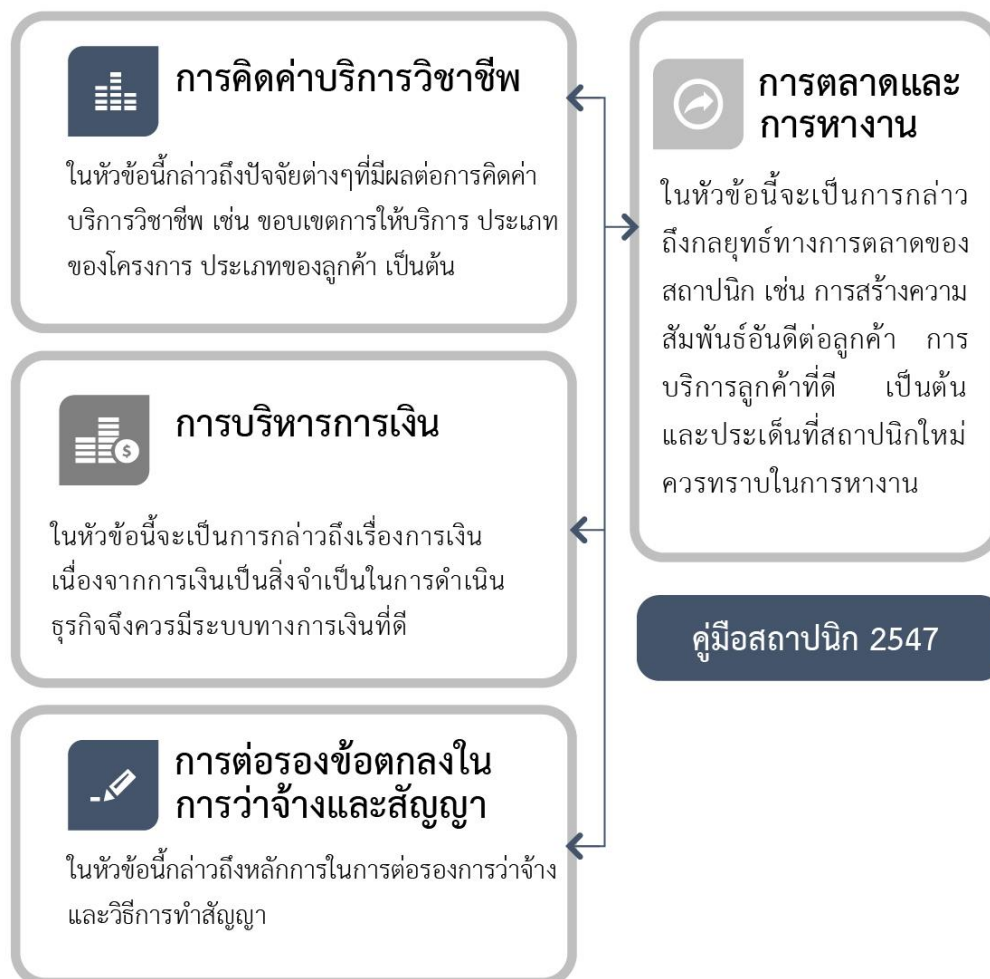 การคิดค่าบริการวิชาชีพ
ในหัวข้อนี้กล่าวถึงปัจจัยต่างๆที่มีผลต่อการคิดค่า
บริการวิชาชีพ เช่น ขอบเขตการให้บริการ ประเภท
ของโครงการ ประเภทของลูกค้า เป็นต้น
การบริหารการเงิน
ในหัวข้อนี้จะเป็นการกล่าวถึงเรื่องการเงิน
เนื่องจากการเงินเป็นสิ่งจำเป็นในการดำเนิน
ธุรกิจจึงควรมีระบบทางการเงินที่ดี
การต่อรองข้อตกลงใน
การว่าจ้างและสัญญา
ในหัวข้อนี้กล่าวถึงหลักการในการต่อรองการว่าจ้าง
และวิธีการทำสัญญา
การตลาดและ
การหางาน
ในหัวข้อนี้จะเป็นการกล่าว
ถึงกลยุทธ์ทางการตลาดของ
สถาปนิก เช่น การสร้างความ
สัมพันธ์อันดีต่อลูกค้า การ
บริการลูกค้าที่ดี เป็นต้น
และประเด็นที่สถาปนิกใหม่
ควรทราบในการหางาน
คู่มือสถาปนิก 2547